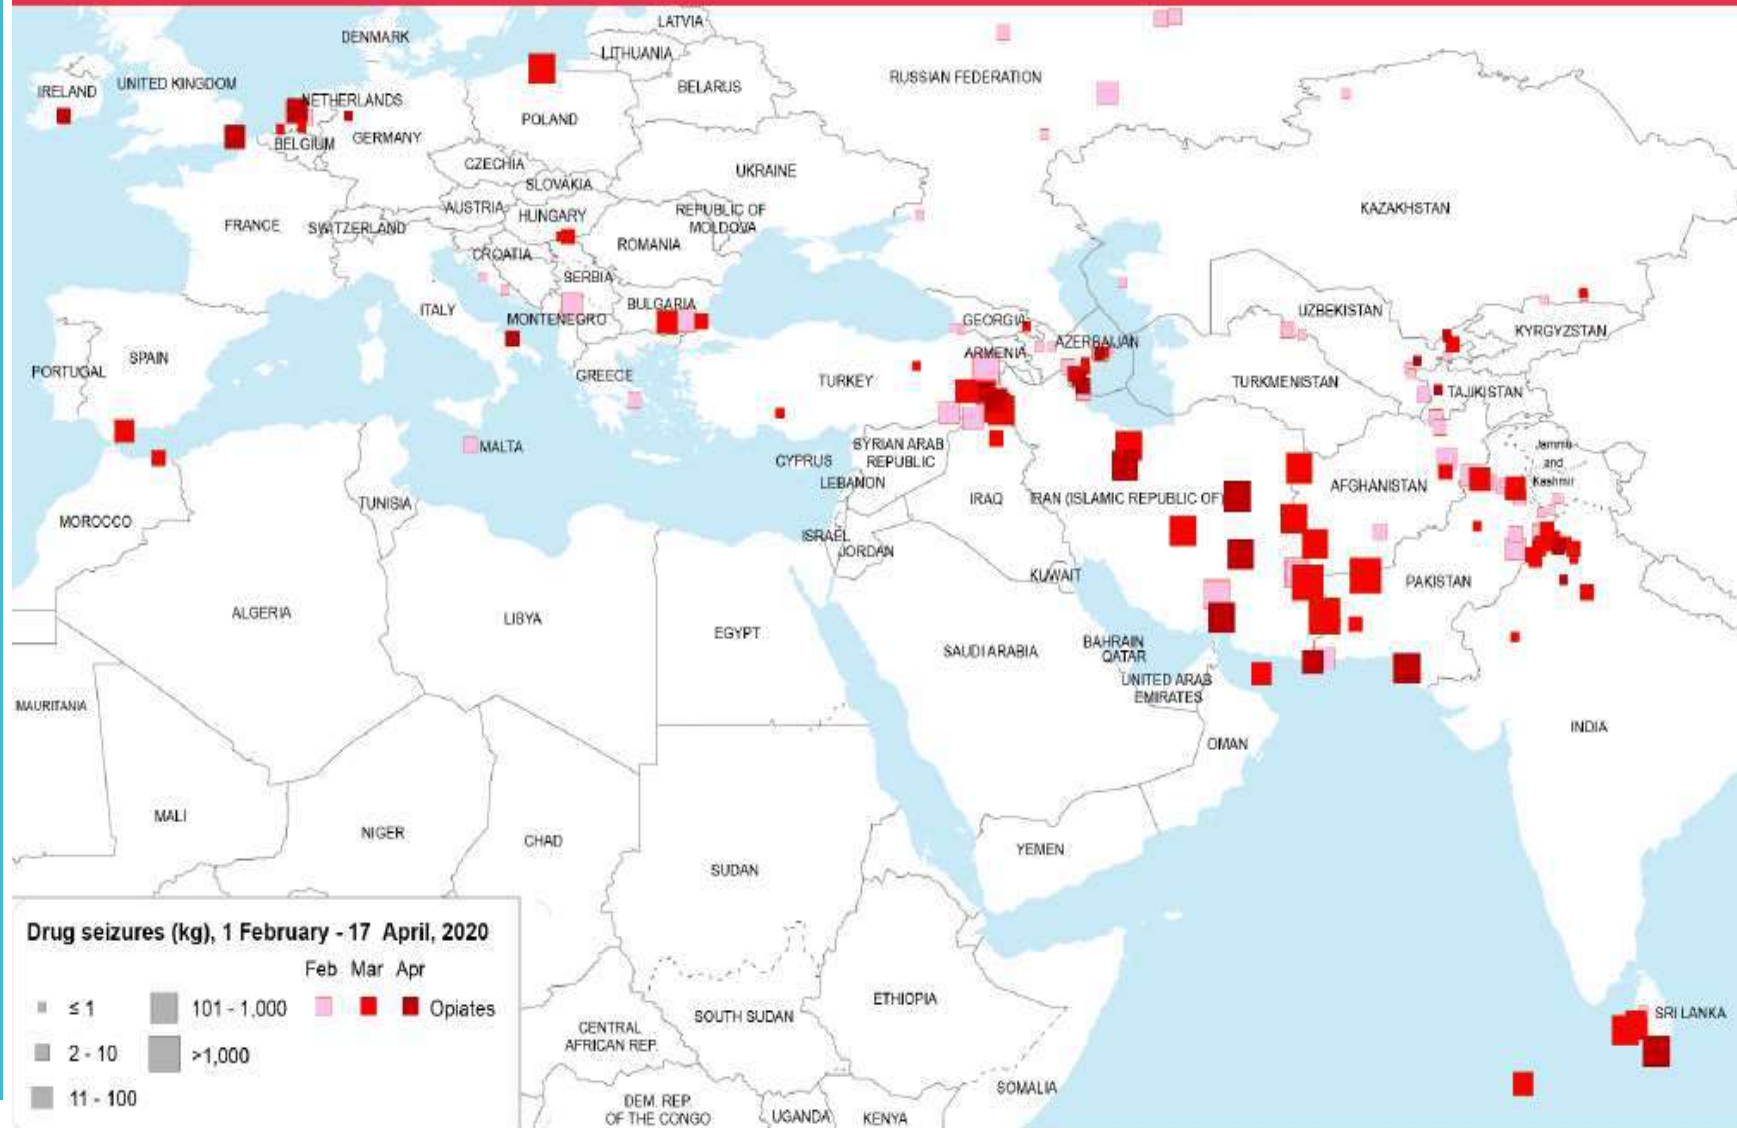 LATVIA
DENMARK
LITHUANIA
RUSSIAN FEDERATION
UNITED KINGDOM
IRELAND
BELARUS
NETHERLANDS
POLAND
GERMANY
BELGIUM
CZECHIA
UKRAINE
SLOVAKIA
AUSTRIA
HUNGARY
REPUBLIC OF
MOLDOVA
KAZAKHSTAN
FRANCE
SWITZERLAND
ROMANIA
CROATIA
SERBIA
ITALY
BULGARIA
MONTENEGRO
UZBEKISTAN
GEORGIA
KYRGYZSTAN
AZERBAIJAN
ARMENIA
SPAIN
PORTUGAL
GREECE
TURKEY
TURKMENISTAN
TAJIKISTAN
MALTA
SYRIAN ARAB
REPUBLIC
CYPRUS
LEBANON
Jammu
and
Kashmir
AFGHANISTAN
IRAQ
IRAN (ISLAMIC REPUBLIC OF)
TUNISIA
MOROCCO
ISRAEL
JORDAN
KUWAIT
PAKISTAN
ALGERIA
LIBYA
EGYPT
SAUDI ARABIA
BAHRAIN
QATAR
UNITED ARAB
EMIRATES
MAURITANIA
INDIA
OMAN
MALI
NIGER
CHAD
YEMEN
SUDAN
Drug seizures (kg), 1 February - 17 April, 2020
Feb Mar Apr
≤ 1 101 - 1,000 Opiates
2 - 10 >1,000
11 - 100
ETHIOPIA
SOUTH SUDAN
CENTRAL
AFRICAN REP.
SRI LANKA
SOMALIA
DEM. REP.
OF THE CONGO
UGANDA
KENYA